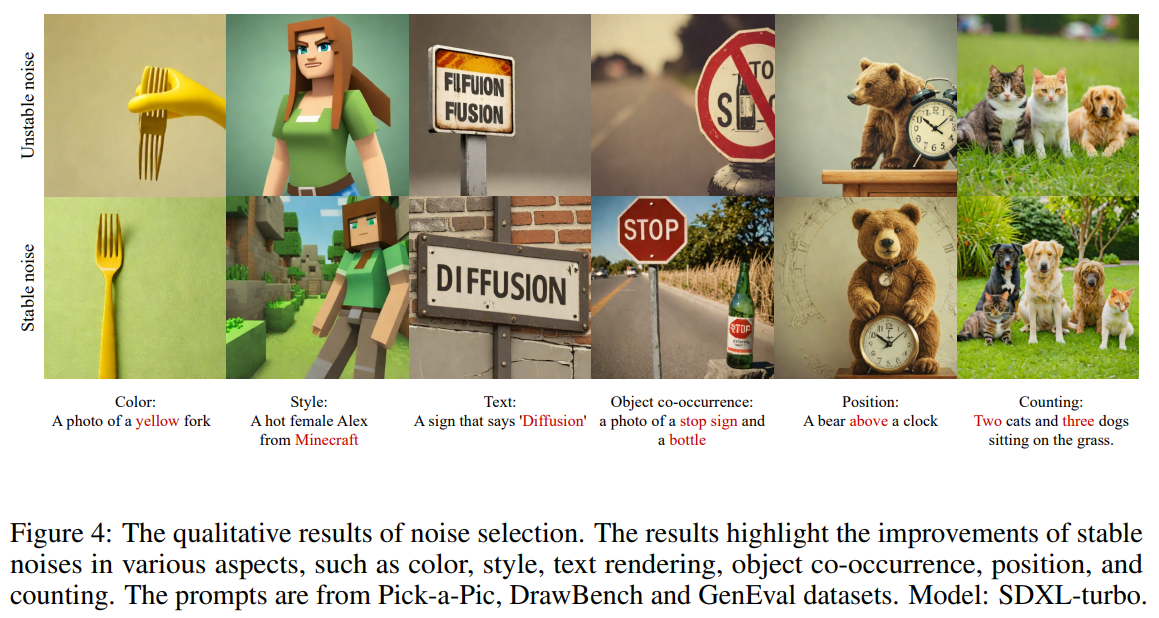 Unstable noise
FILFUION
FUSION
TO
S
Stable noise
DIFFUSION
STOP
STOP
Color:
A photo of a yellow fork
Style:
A hot female Alex
from Minecraft
Text:
A sign that says 'Diffusion'
Object co-occurrence:
a photo of a stop sign and
a bottle
Position:
A bear above a clock
Counting:
Two cats and three dogs
sitting on the grass.
Figure 4: The qualitative results of noise selection. The results highlight the improvements of stable
noises in various aspects, such as color, style, text rendering, object co-occurrence, position, and
counting. The prompts are from Pick-a-Pic, DrawBench and GenEval datasets. Model: SDXL-turbo.